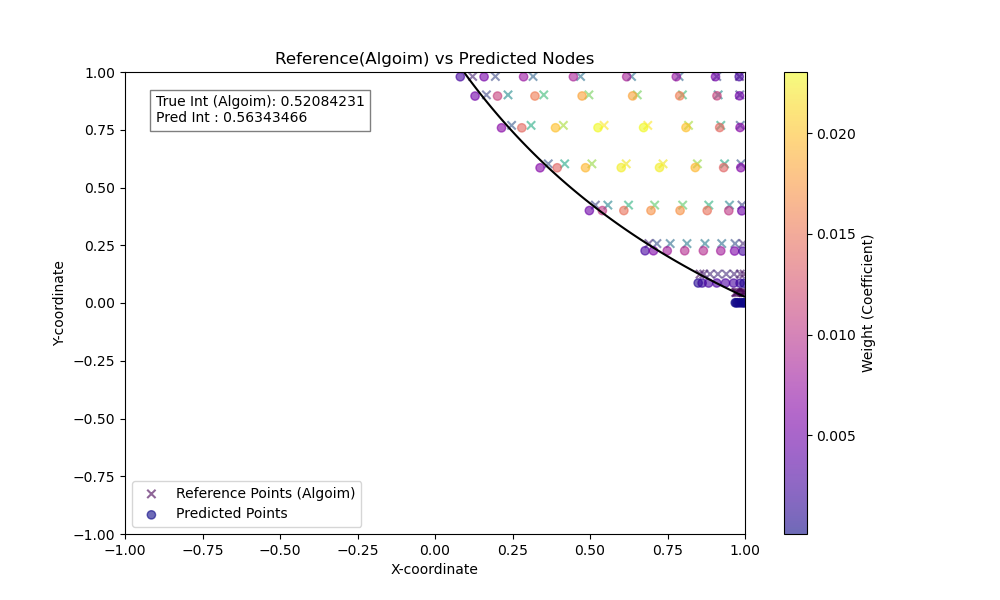 Reference(Algoim) vs Predicted Nodes
True Int (Algoim): 0.52084231
Pred Int : 0.56343466
1.00
0.75
0.50
0.25
0.00
−0.25
−0.50
−0.75
−1.00
Y-coordinate
Reference Points (Algoim)
Predicted Points
−1.00
−0.75
−0.50
−0.25
0.00
0.25
0.50
0.75
1.00
X-coordinate
0.020
0.015
0.010
0.005
Weight (Coefficient)